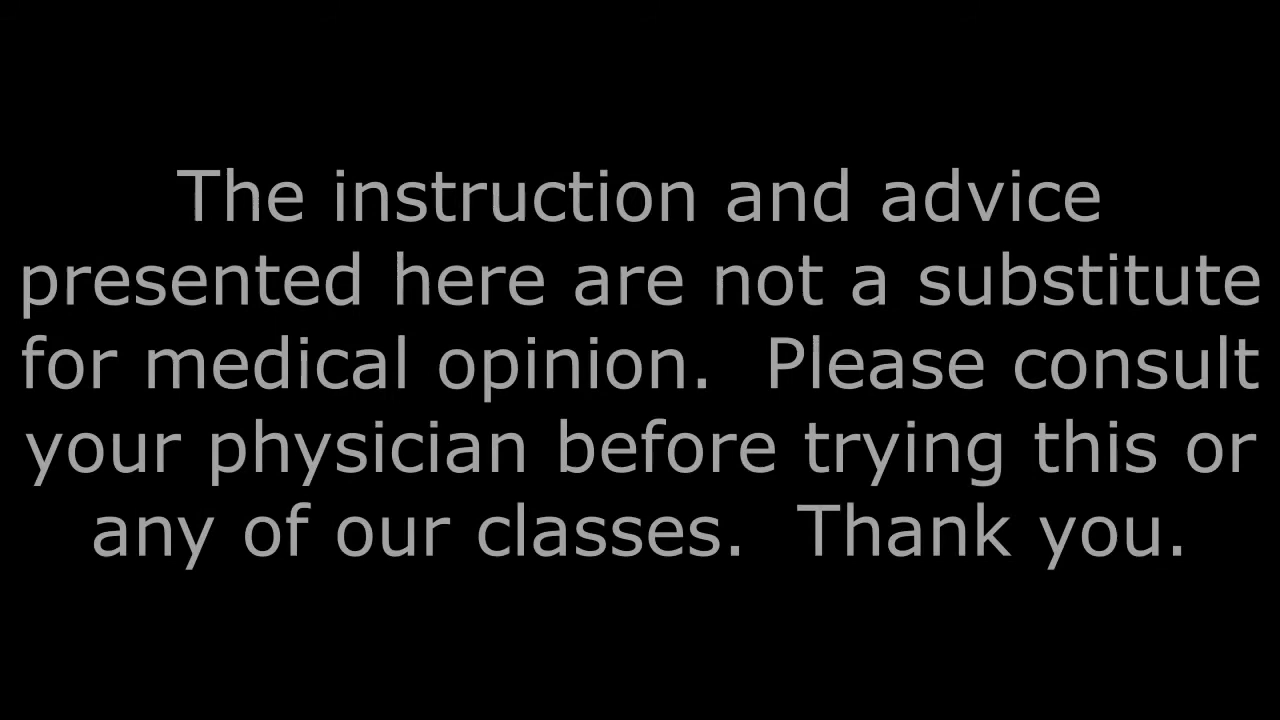 The instruction and advice
presented here are not a substitute
for medical opinion.  Please consult
your physician before trying this or
any of our classes.  Thank you.